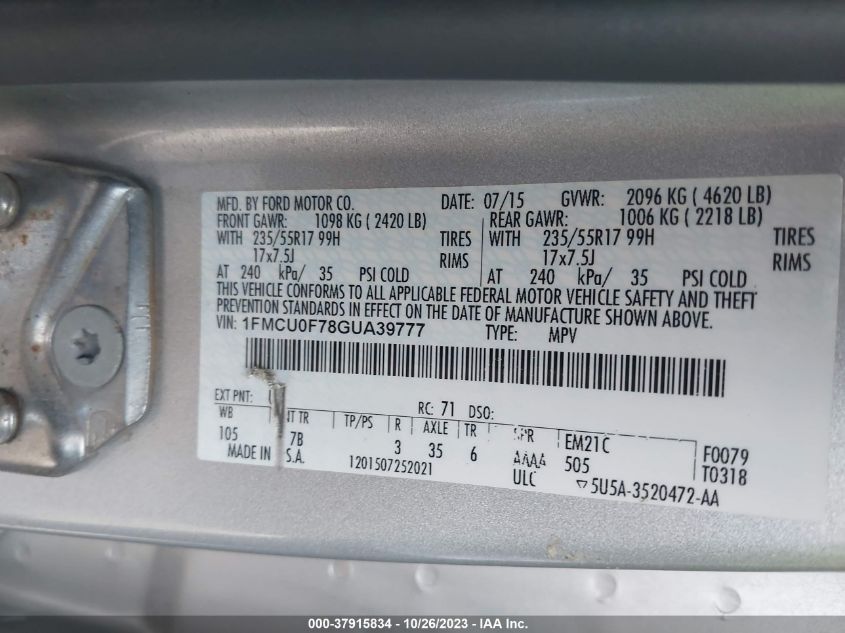 MFD. BY FORD MOTOR CO. DATE: 07/15 GVWR: 2096 KG ( 4620 LB)
FRONT GAWR: 1098 KG ( 2420 LB) REAR GAWR: 1006 KG ( 2218 LB)
WITH 235/55R17 99H TIRES WITH 235/55R17 99H TIRES
17x7.5J RIMS 17x7.5J RIMS
AT 240 kPa/ 35 PSI COLD AT 240 kPa/ 35 PSI COLD
THIS VEHICLE CONFORMS TO ALL APPLICABLE FEDERAL MOTOR VEHICLE SAFETY AND THEFT
PREVENTION STANDARDS IN EFFECT ON THE DATE OF MANUFACTURE SHOWN ABOVE.
VIN: 1FMCU0F78GUA39777 TYPE: MPV
EXT PNT: RC: 71 DSO:
WB TR TP/PS R AXLE TR SPR EM21C F0079
105 7B 3 35 6 AAAA 505 T0318
MADE IN U.S.A. 1201507252021 ULC ▽5U5A-3520472-AA
000-37915834 - 10/26/2023 - IAA Inc.